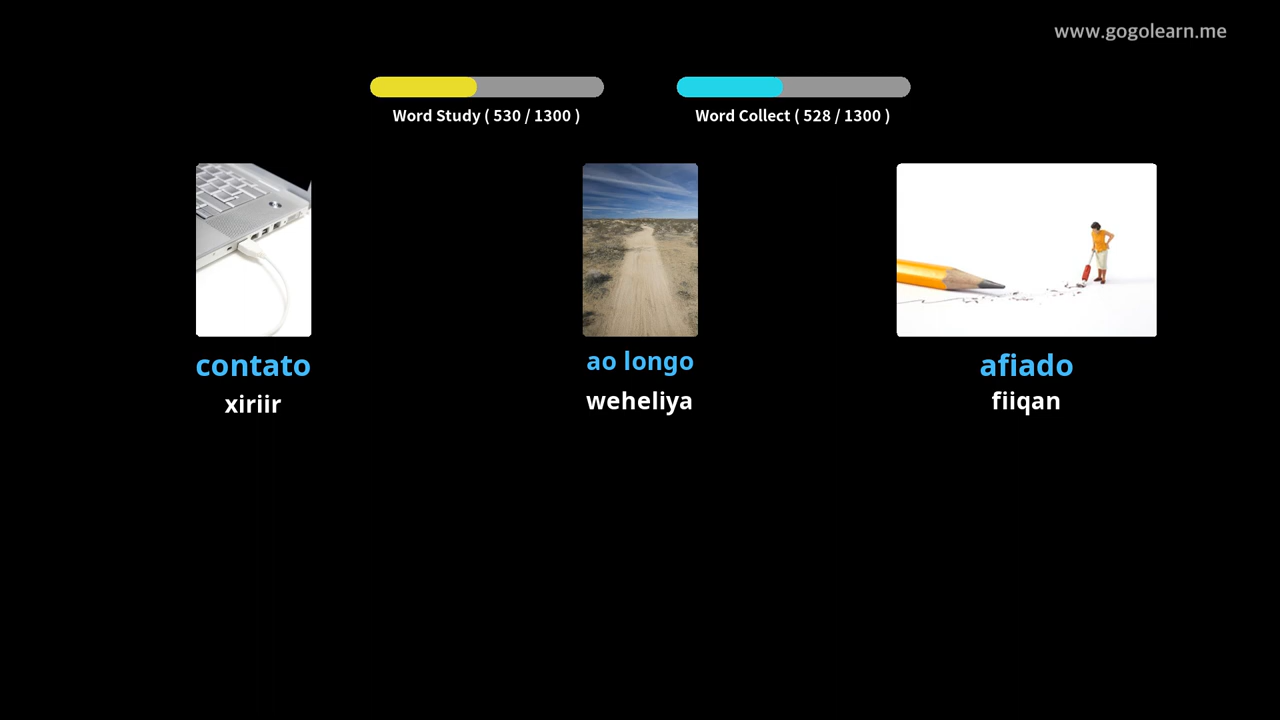 www.gogolearn.me
Word Study ( 530 / 1300 )
Word Collect ( 528 / 1300 )
contato
xiriir
ao longo
weheliya
afiado
fiiqan